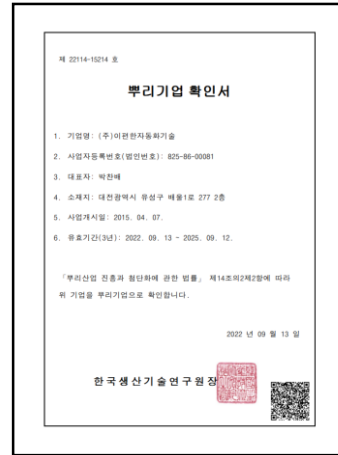 제 22114-15214 호
뿌리기업 확인서
1. 기업명: (주)이편한자동화기술
2. 사업자등록번호(법인번호): 825-86-00081
3. 대표자: 박찬배
4. 소재지: 대전광역시 유성구 배울1로 277 2층
5. 사업개시일: 2015. 04. 07.
6. 유효기간(3년): 2022. 09. 13 ~ 2025. 09. 12.
「뿌리산업 진흥과 첨단화에 관한 법률」 제14조의2제2항에 따라
위 기업을 뿌리기업으로 확인합니다.
2022 년 09 월 13 일
한국생산기술연구원장